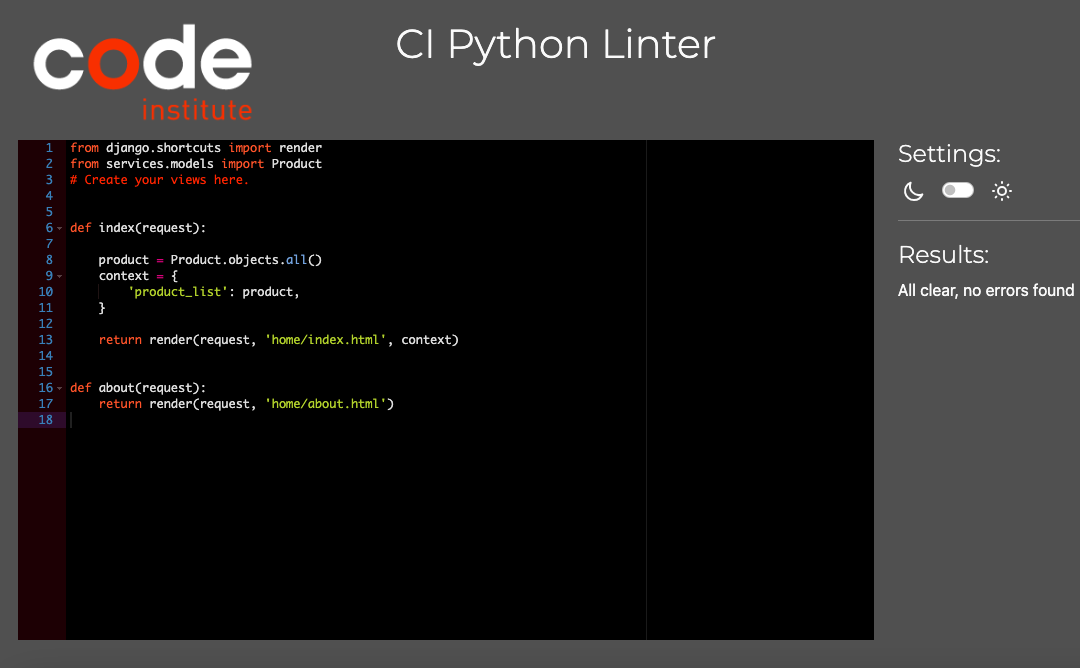 code
institute
CI Python Linter
1 from django.shortcuts import render
2 from services.models import Product
3 # Create your views here.
4
5
6 def index(request):
7
8     product = Product.objects.all()
9     context = {
10         'product_list': product,
11     }
12
13     return render(request, 'home/index.html', context)
14
15
16 def about(request):
17     return render(request, 'home/about.html')
18
Settings:
Results:
All clear, no errors found